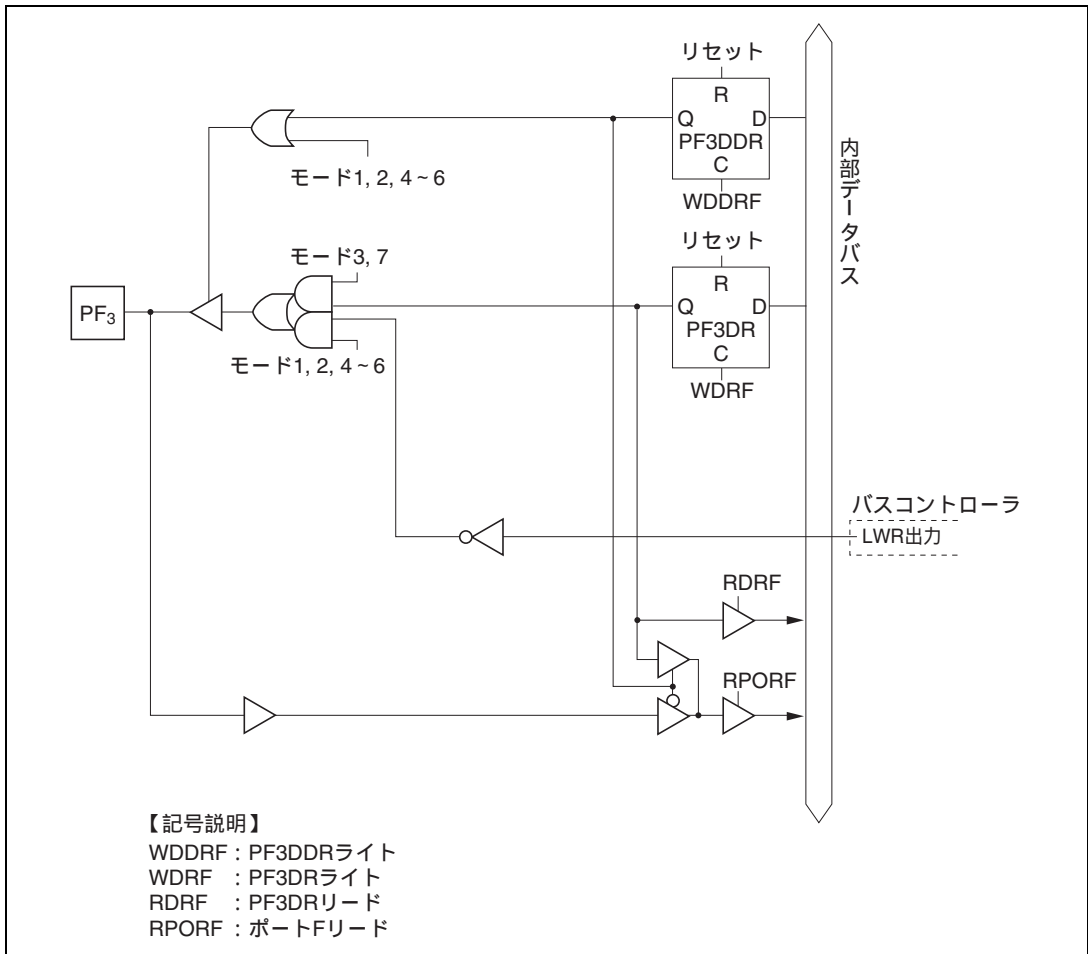 リセット
R
Q D
PF3DDR
C
WDDRF
モード1, 2, 4~6
内部データバス
リセット
R
Q D
PF3DR
C
WDRF
モード3, 7
PF3
モード1, 2, 4~6
バスコントローラ
LWR出力
RDRF
RPORF
【記号説明】
WDDRF : PF3DDRライト
WDRF : PF3DRライト
RDRF : PF3DRリード
RPORF : ポートFリード